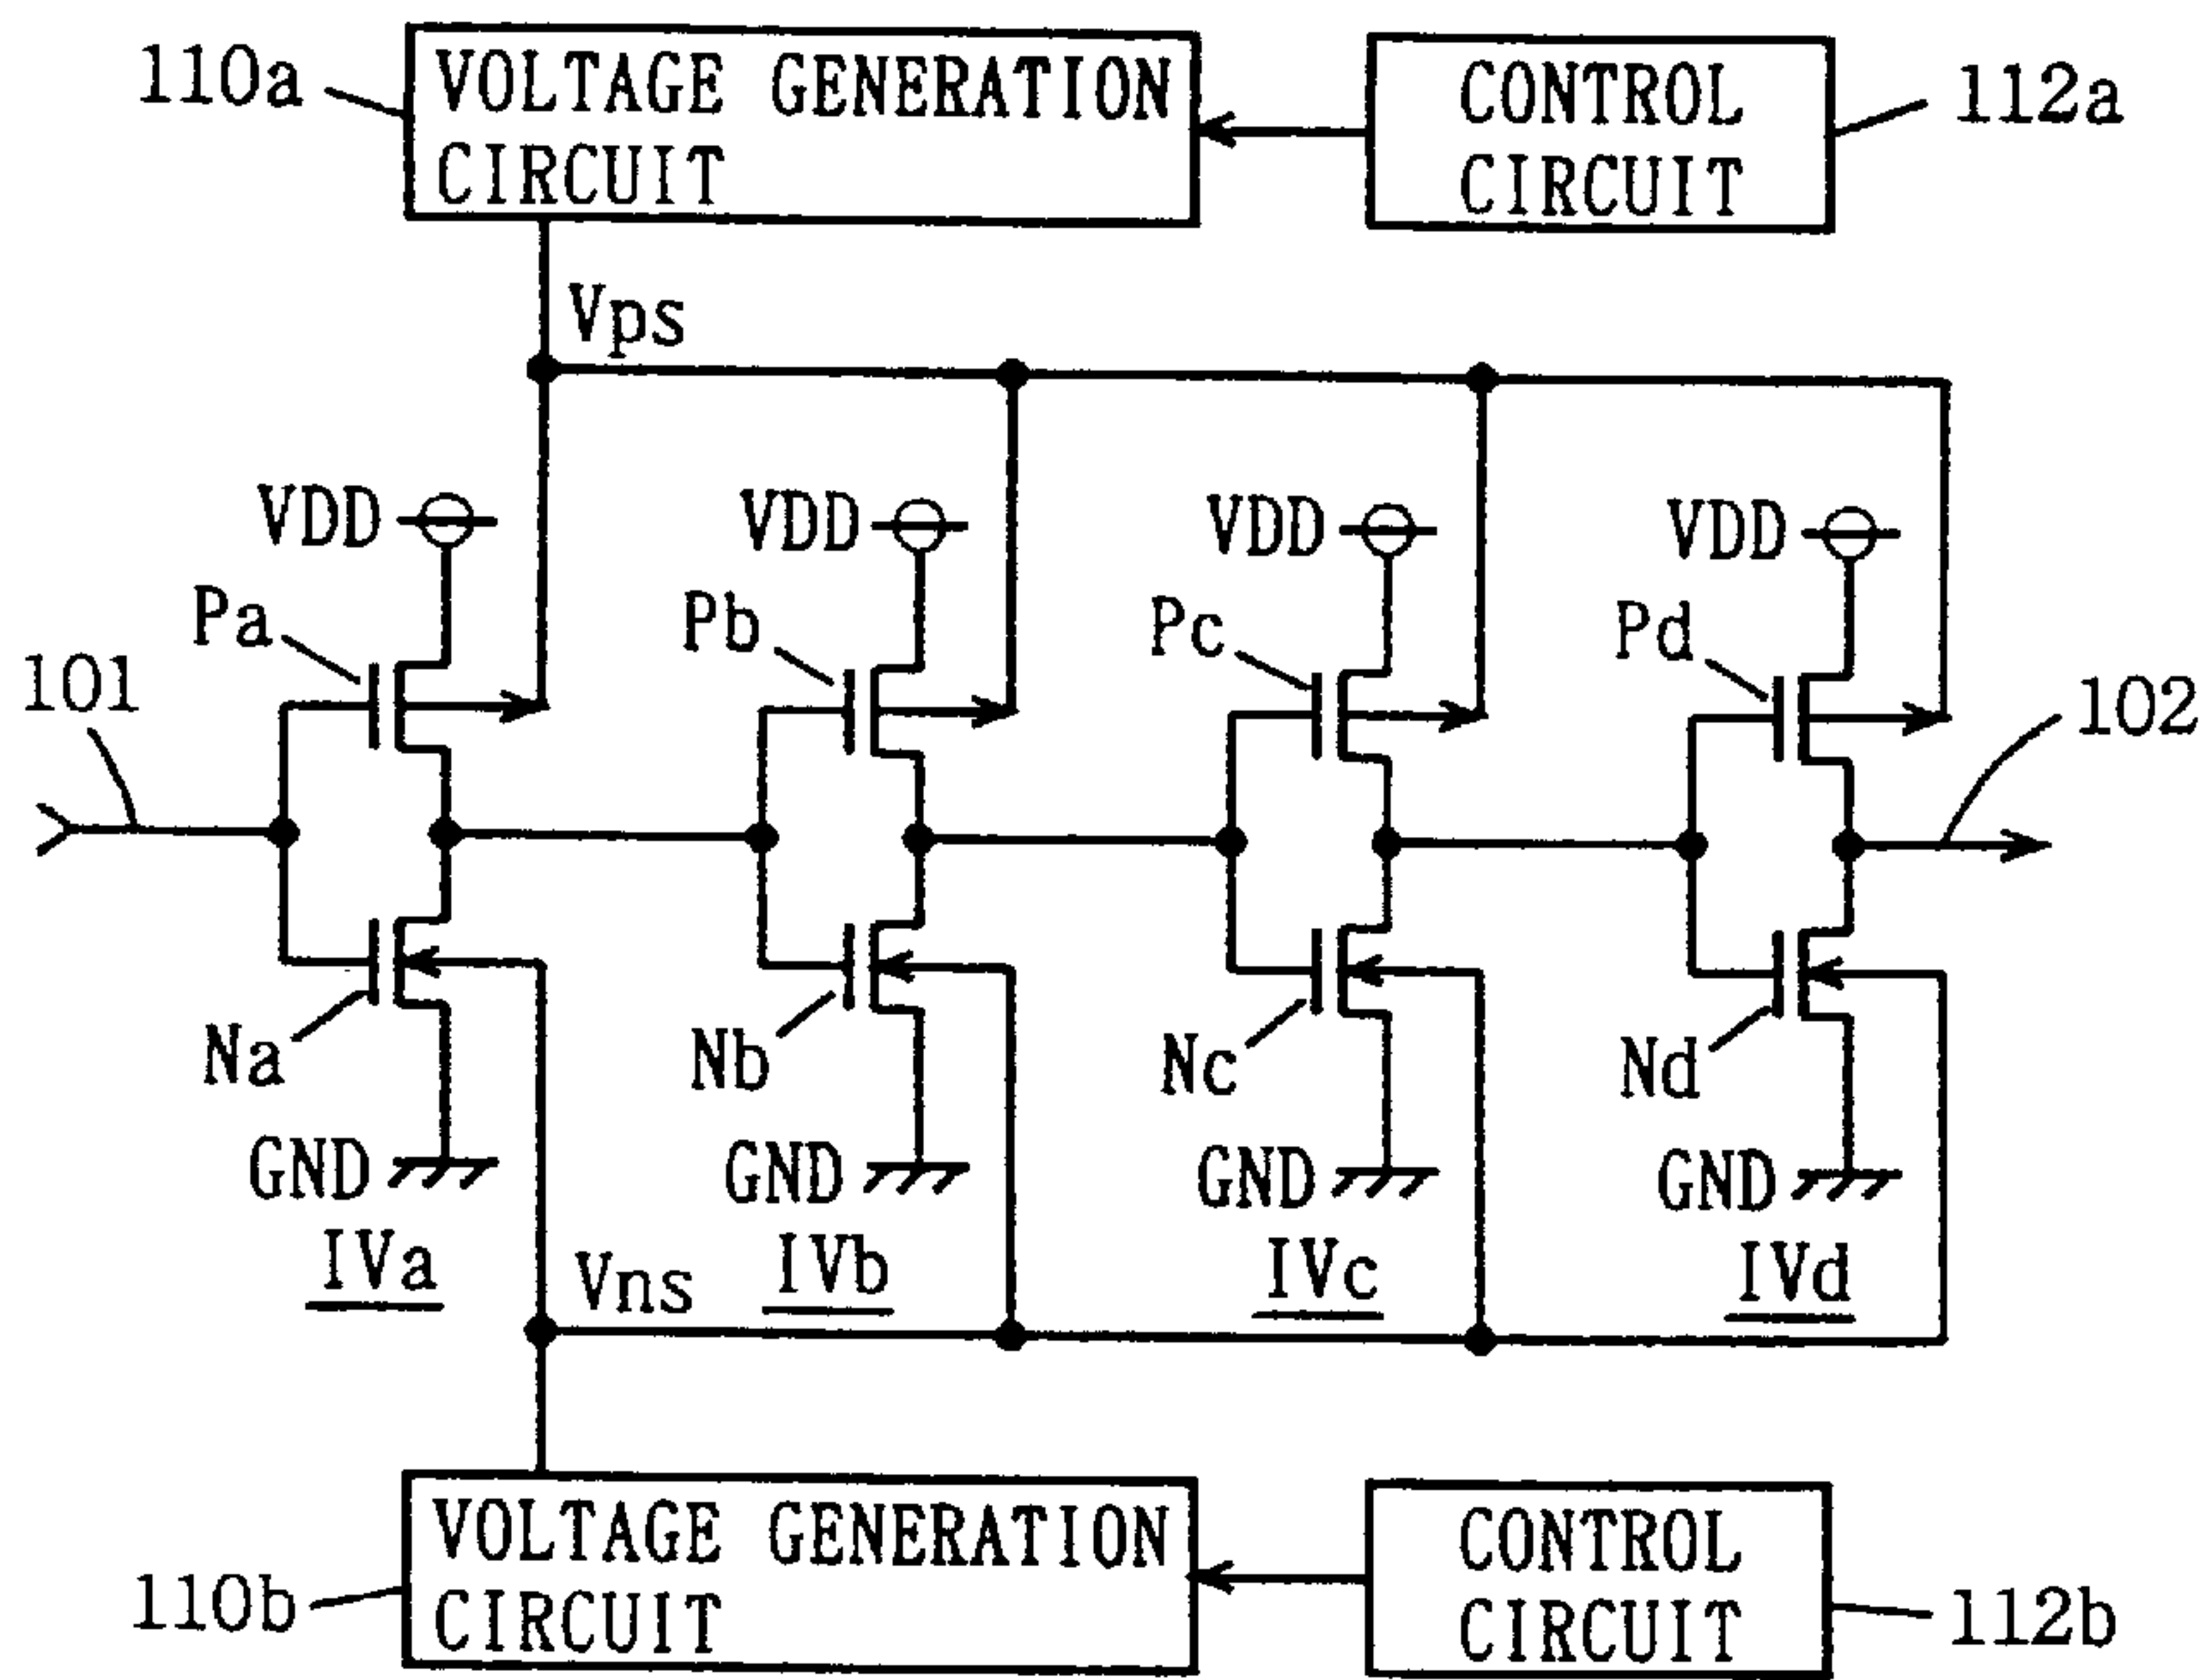 110a
VOLTAGE GENERATION
CIRCUIT
CONTROL
CIRCUIT
112a
Vps
VDD
VDD
VDD
VDD
Pa
Pb
Pc
Pd
101
102
Na
Nb
Nc
Nd
GND
GND
GND
GND
IVa
Vns
IVb
IVc
IVd
110b
VOLTAGE GENERATION
CIRCUIT
CONTROL
CIRCUIT
112b